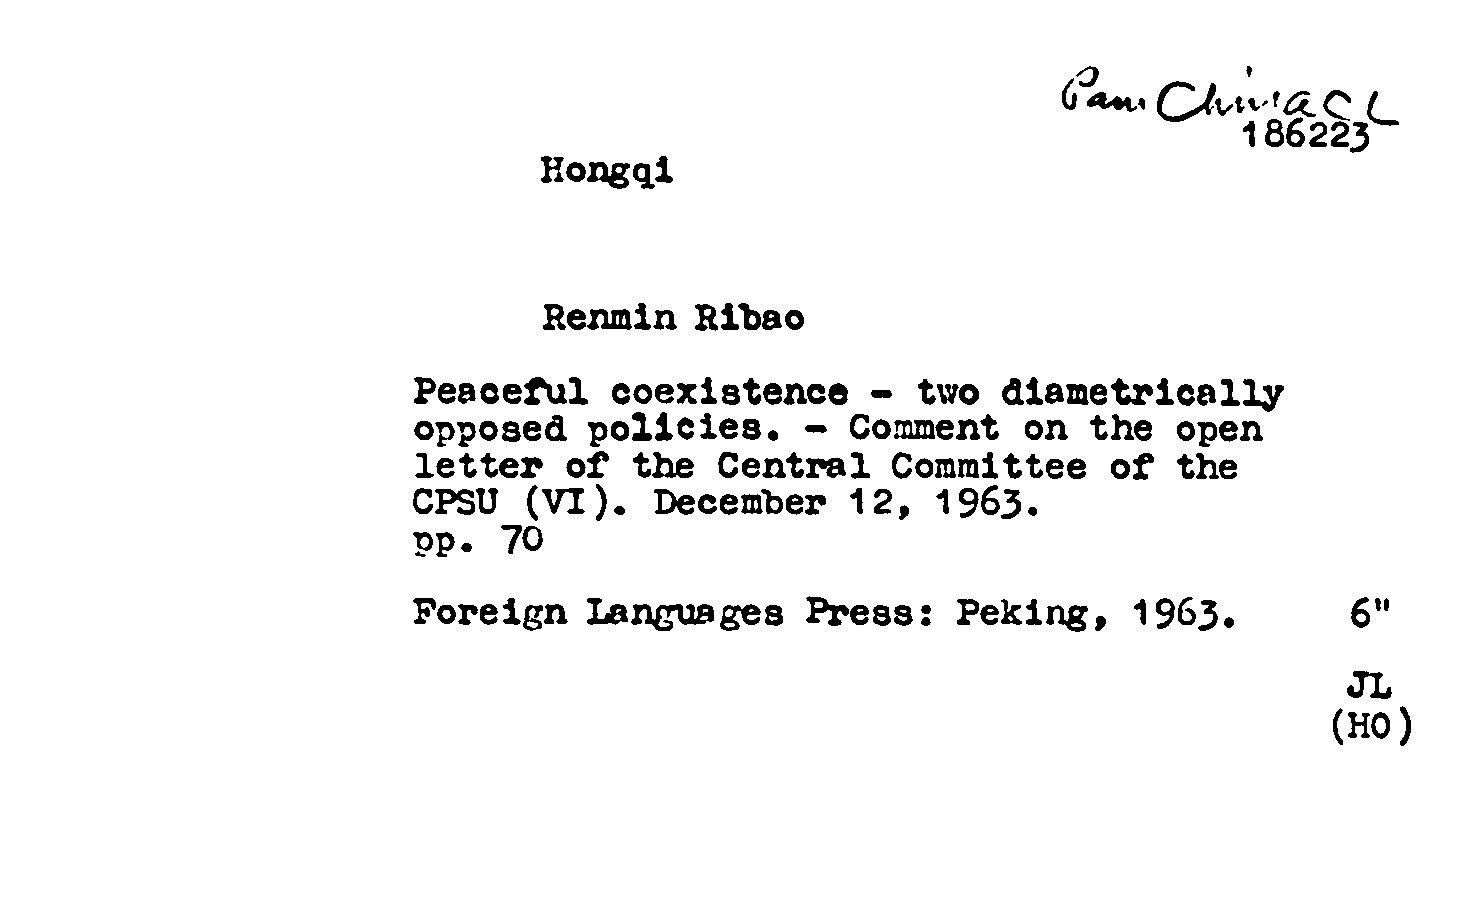 Pam. China C L
186223
Hongqi
Renmin Ribao
Peaceful coexistence - two diametrically
opposed policies. - Comment on the open
letter of the Central Committee of the
CPSU (VI). December 12, 1963.
pp. 70
Foreign Languages Press: Peking, 1963. 6"
JL
(HO)